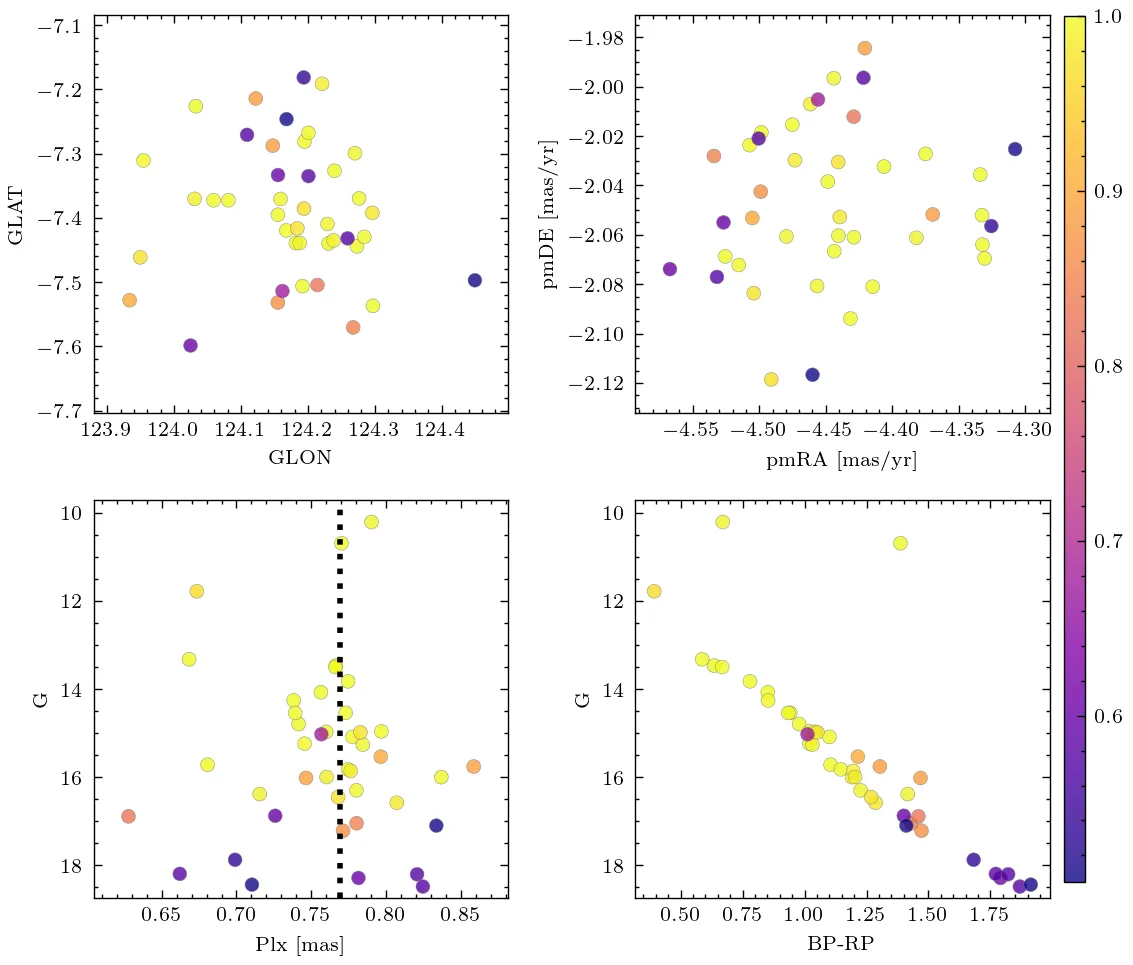 −7.1
−7.2
−7.3
−7.4
−7.5
−7.6
−7.7
GLAT
123.9 124.0 124.1 124.2 124.3 124.4
GLON
−1.98
−2.00
−2.02
−2.04
−2.06
−2.08
−2.10
−2.12
pmDE [mas/yr]
−4.55 −4.50 −4.45 −4.40 −4.35 −4.30
pmRA [mas/yr]
1.0
0.9
0.8
0.7
0.6
10
12
14
16
18
G
0.65 0.70 0.75 0.80 0.85
Plx [mas]
10
12
14
16
18
G
0.50 0.75 1.00 1.25 1.50 1.75
BP-RP